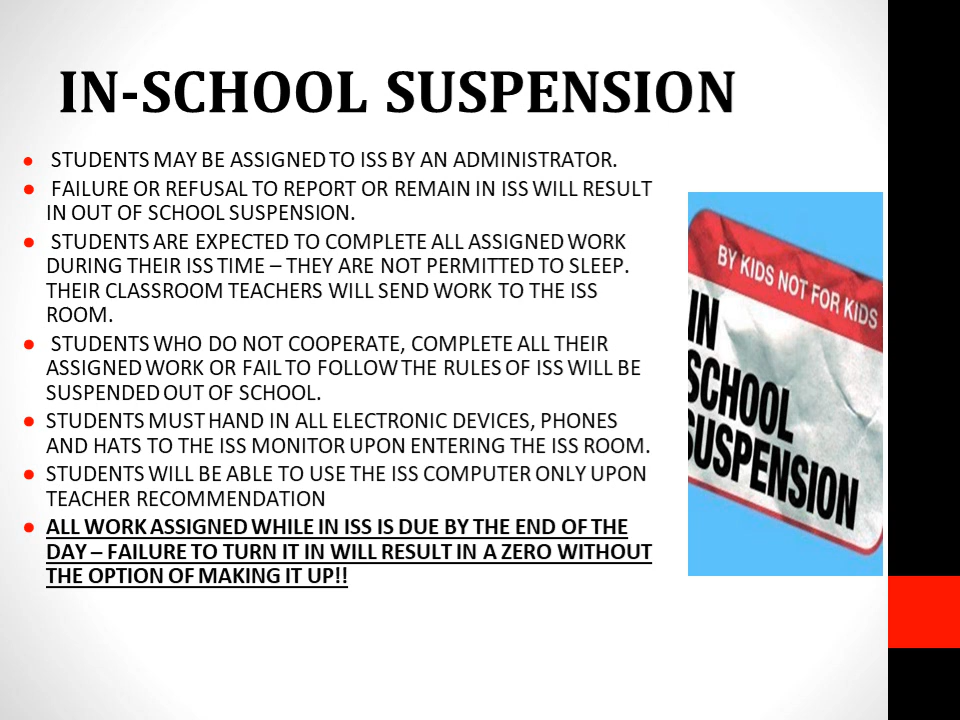 IN-SCHOOL SUSPENSION
STUDENTS MAY BE ASSIGNED TO ISS BY AN ADMINISTRATOR.
FAILURE OR REFUSAL TO REPORT OR REMAIN IN ISS WILL RESULT
IN OUT OF SCHOOL SUSPENSION.
STUDENTS ARE EXPECTED TO COMPLETE ALL ASSIGNED WORK
DURING THEIR ISS TIME – THEY ARE NOT PERMITTED TO SLEEP.
THEIR CLASSROOM TEACHERS WILL SEND WORK TO THE ISS
ROOM.
STUDENTS WHO DO NOT COOPERATE, COMPLETE ALL THEIR
ASSIGNED WORK OR FAIL TO FOLLOW THE RULES OF ISS WILL BE
SUSPENDED OUT OF SCHOOL.
STUDENTS MUST HAND IN ALL ELECTRONIC DEVICES, PHONES
AND HATS TO THE ISS MONITOR UPON ENTERING THE ISS ROOM.
STUDENTS WILL BE ABLE TO USE THE ISS COMPUTER ONLY UPON
TEACHER RECOMMENDATION
ALL WORK ASSIGNED WHILE IN ISS IS DUE BY THE END OF THE
DAY – FAILURE TO TURN IT IN WILL RESULT IN A ZERO WITHOUT
THE OPTION OF MAKING IT UP!!
BY KIDS NOT FOR KIDS
IN
SCHOOL
SUSPENSION